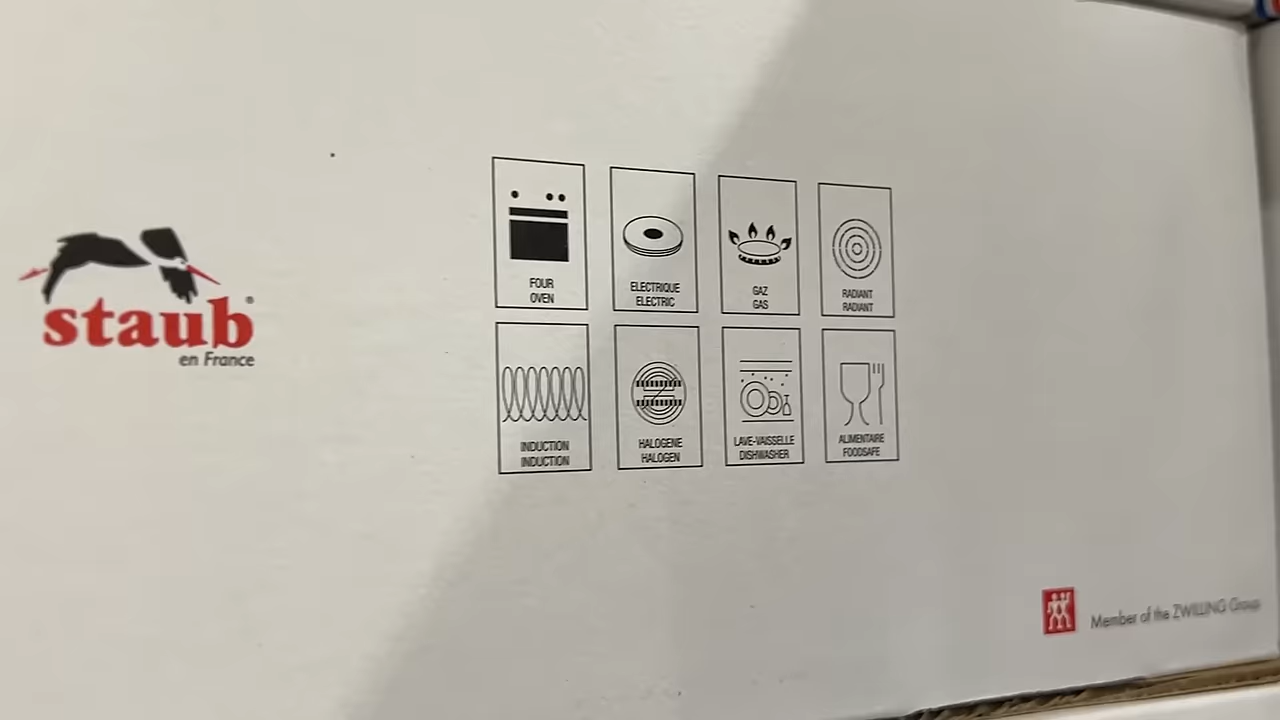 staub®
en France
FOUR
OVEN
ELECTRIQUE
ELECTRIC
GAZ
GAS
RADIANT
RADIANT
INDUCTION
INDUCTION
HALOGENE
HALOGEN
LAVE-VAISSELLE
DISHWASHER
ALIMENTAIRE
FOODSAFE
Member of the ZWILLING Group